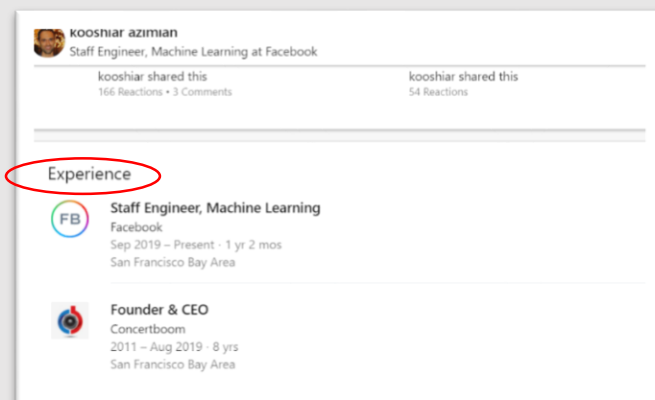 kooshiar azimian
Staff Engineer, Machine Learning at Facebook
kooshiar shared this
166 Reactions • 3 Comments
kooshiar shared this
54 Reactions
Experience
FB
Staff Engineer, Machine Learning
Facebook
Sep 2019 – Present · 1 yr 2 mos
San Francisco Bay Area
Founder & CEO
Concertboom
2011 – Aug 2019 · 8 yrs
San Francisco Bay Area